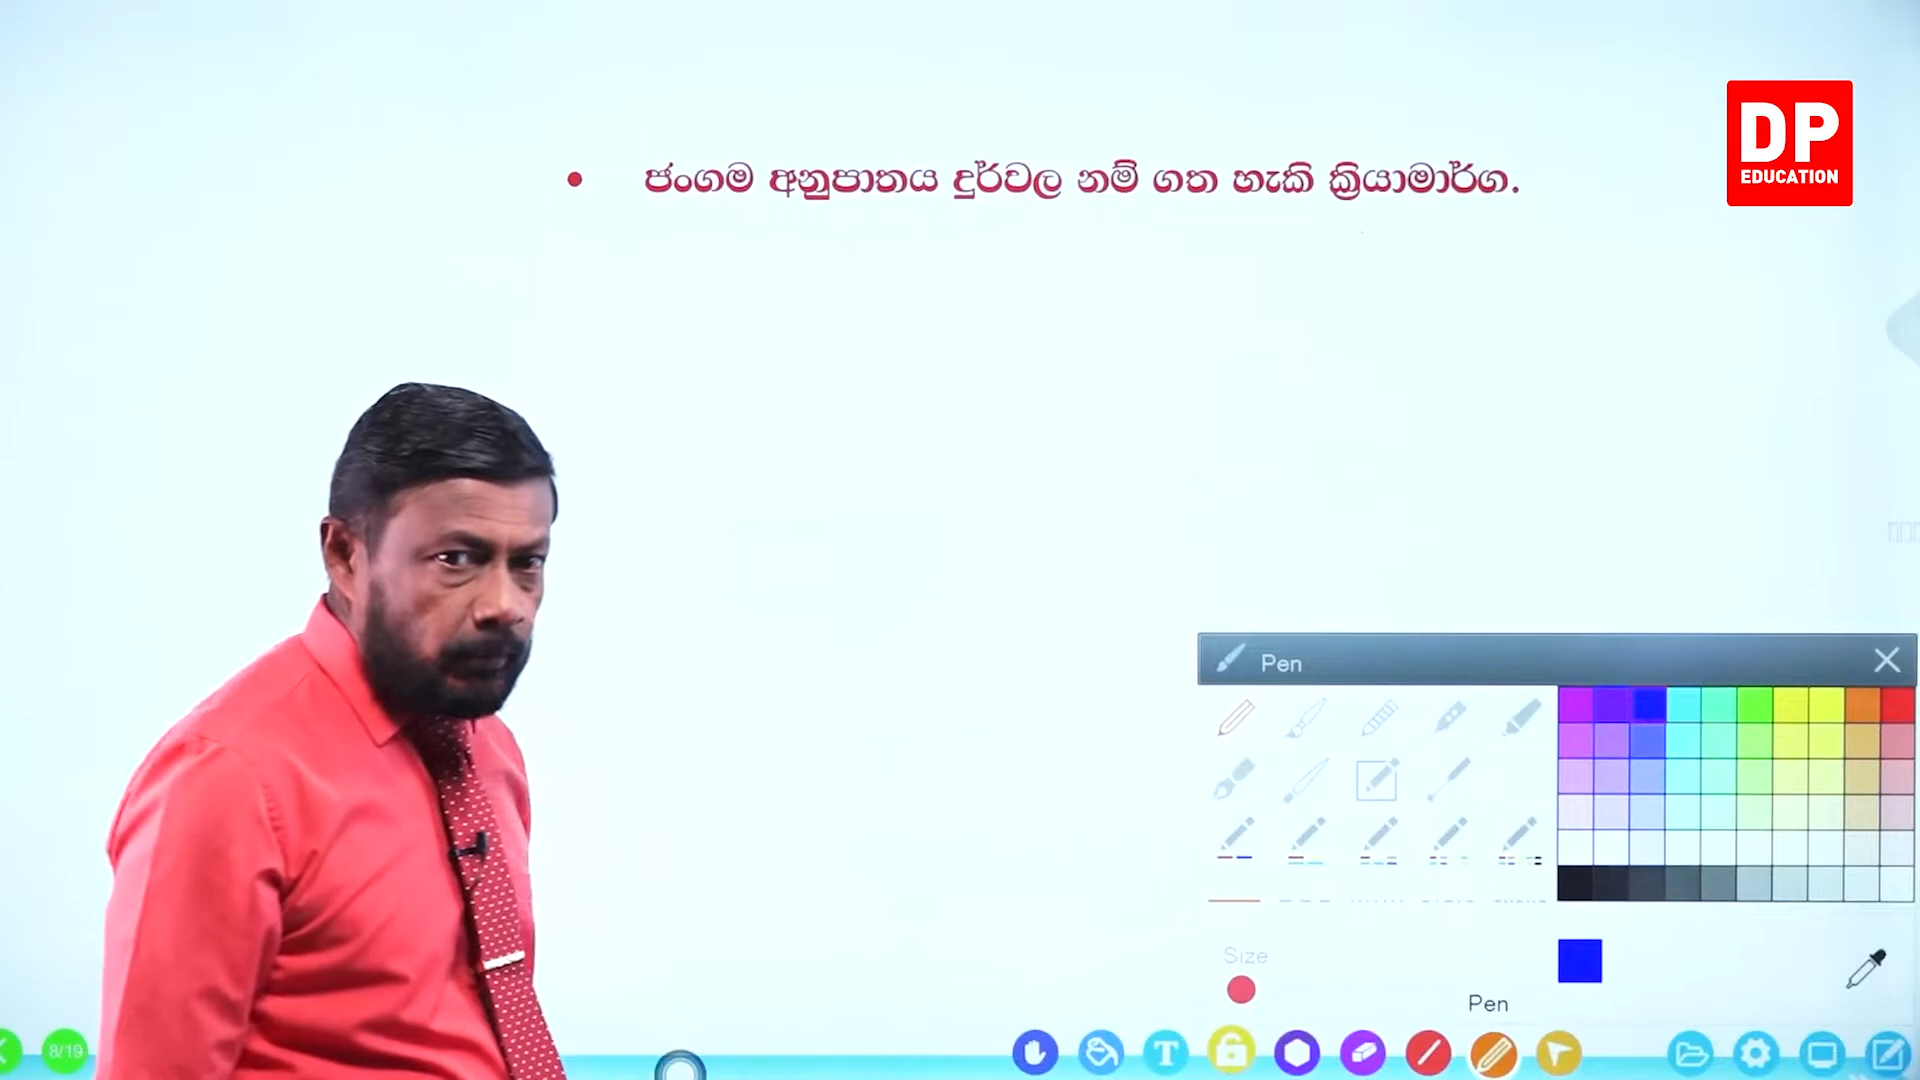 DP
EDUCATION
• ජංගම අනුපාතය දුර්වල නම් ගත හැකි ක්‍රියාමාර්ග.
Pen
Size
Pen
8/19